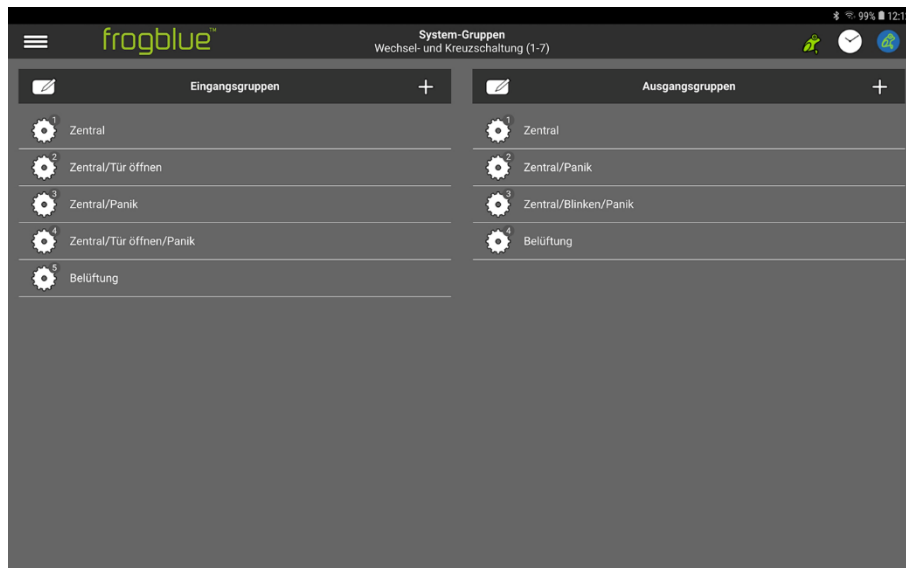 99% 12:1
frogblue™
System-Gruppen
Wechsel- und Kreuzschaltung (1-7)
Eingangsgruppen +
1 Zentral
2 Zentral/Tür öffnen
3 Zentral/Panik
4 Zentral/Tür öffnen/Panik
5 Belüftung
Ausgangsgruppen +
1 Zentral
2 Zentral/Panik
3 Zentral/Blinken/Panik
4 Belüftung